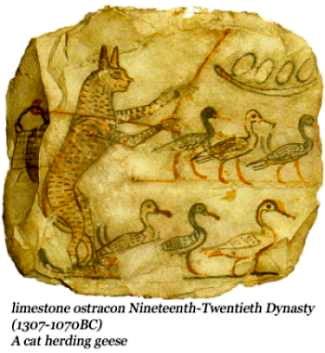 limestone ostracon Nineteenth-Twentieth Dynasty
(1307-1070BC)
A cat herding geese